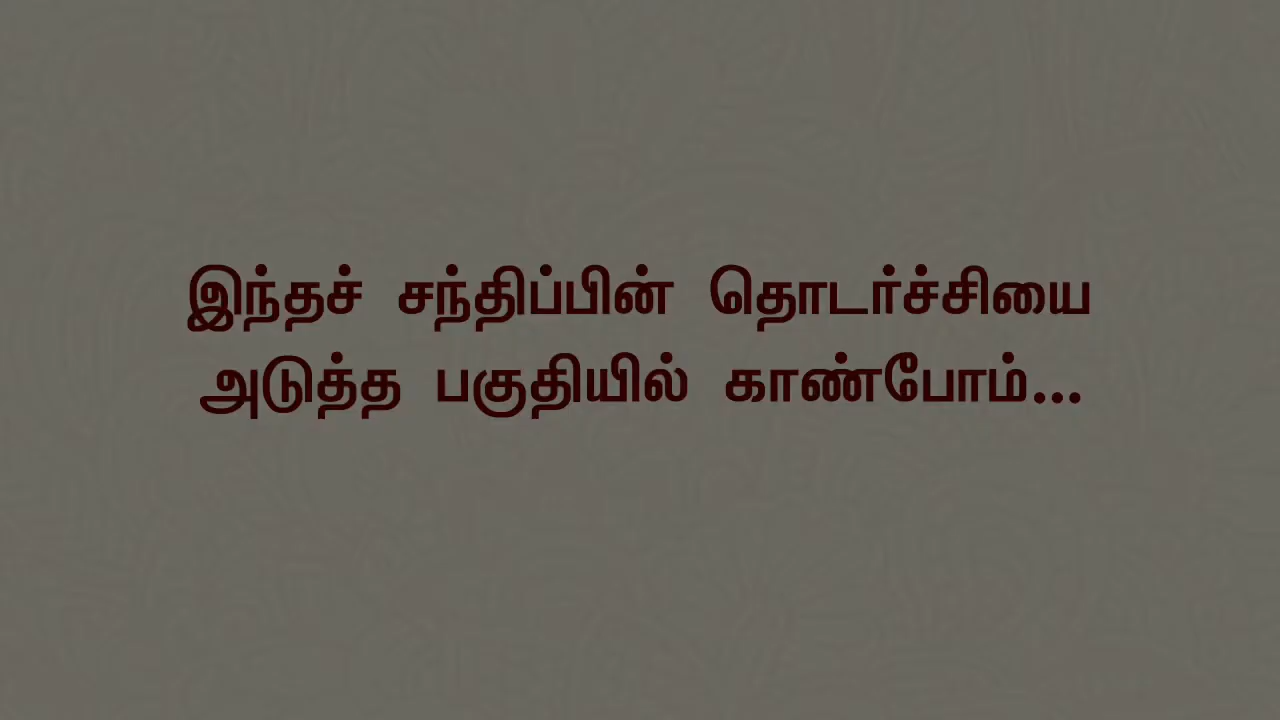 இந்தச் சந்திப்பின் தொடர்ச்சியை
அடுத்த பகுதியில் காண்போம்...